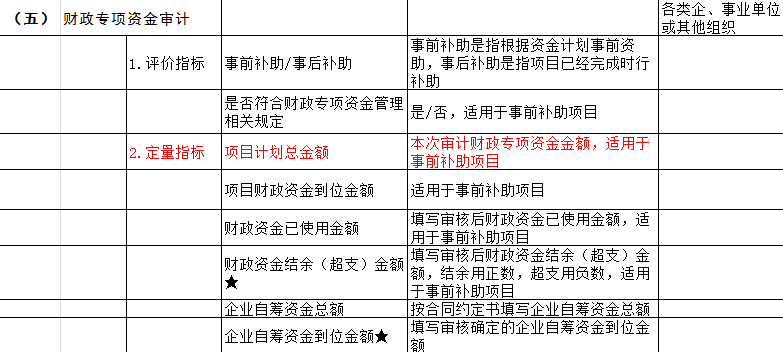 （五） 财政专项资金审计
各类企、事业单位
或其他组织
1.评价指标
事前补助/事后补助
事前补助是指根据资金计划事前资
助，事后补助是指项目已经完成时行
补助
是否符合财政专项资金管理
相关规定
是/否，适用于事前补助项目
2.定量指标
项目计划总金额
本次审计财政专项资金金额，适用于
事前补助项目
项目财政资金到位金额
适用于事前补助项目
财政资金已使用金额
填写审核后财政资金已使用金额，适
用于事前补助项目
财政资金结余（超支）金额
★
填写审核后财政资金结余（超支）金
额，结余用正数，超支用负数，适用
于事前补助项目
企业自筹资金总额
按合同约定书填写企业自筹资金总额
企业自筹资金到位金额★
填写审核确定的企业自筹资金到位金
额